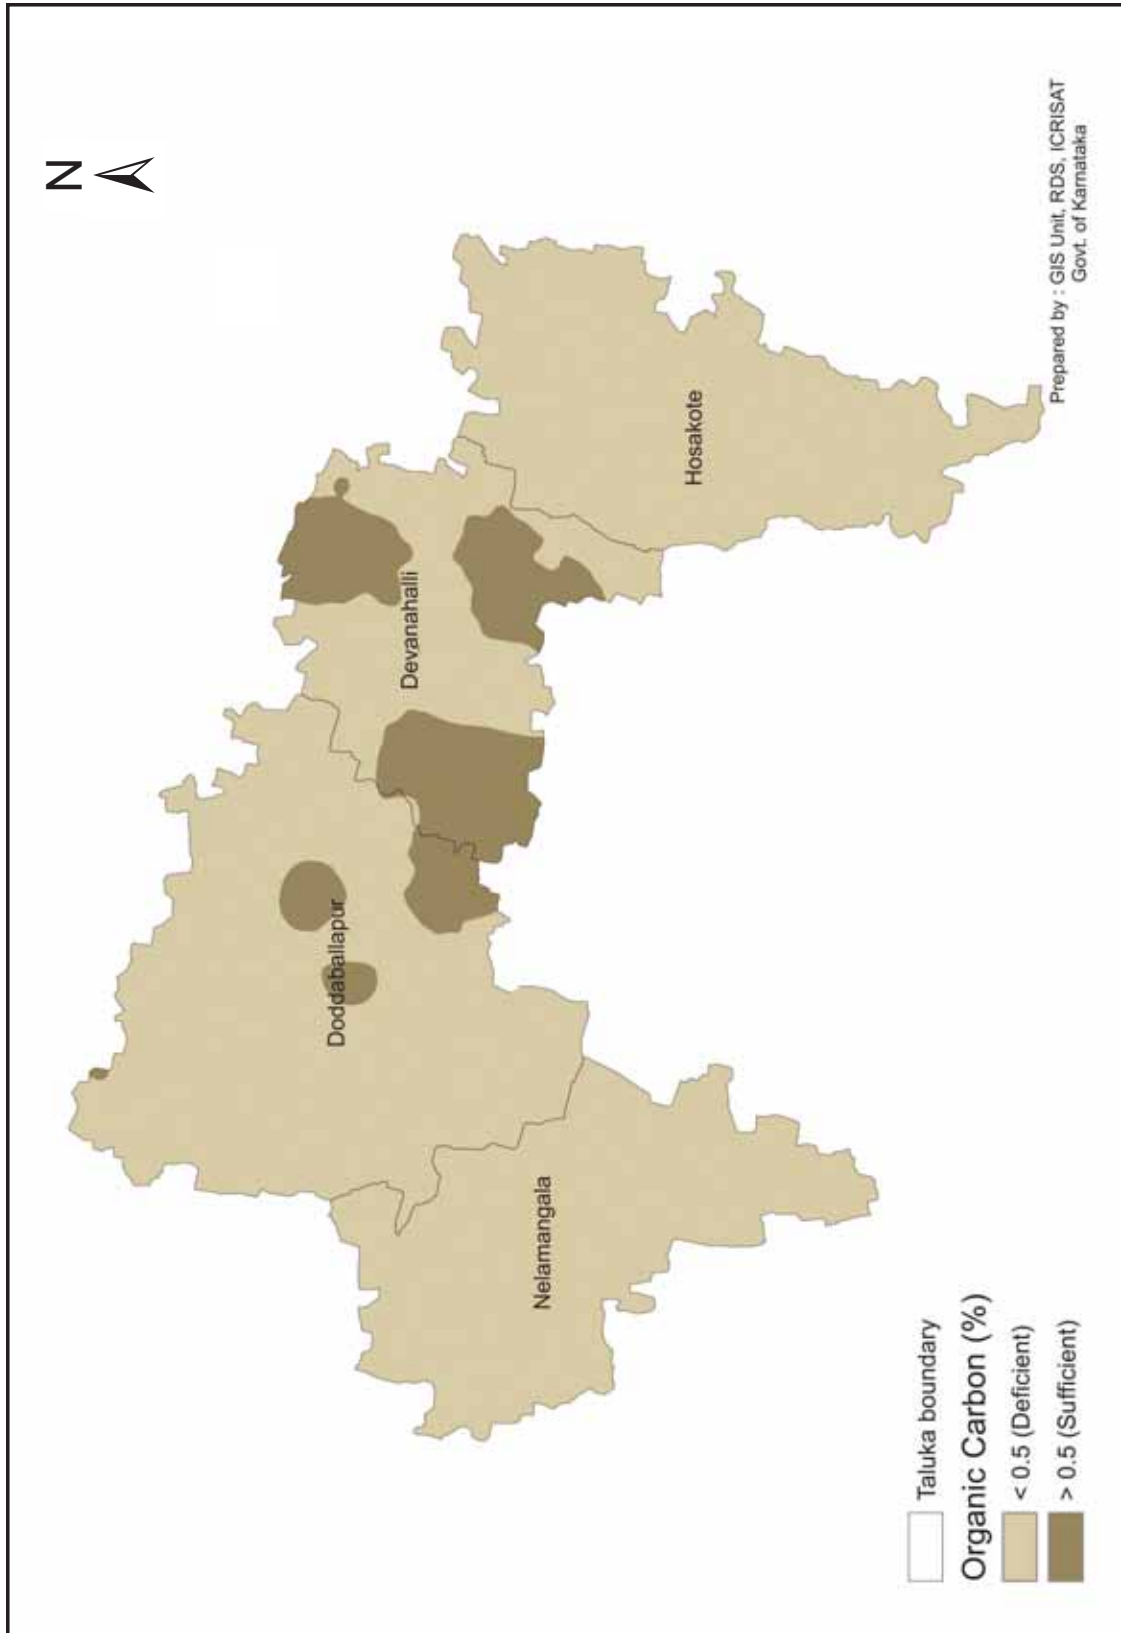 N
Doddaballapur
Devanahalli
Nelamangala
Hosakote
Taluka boundary
Organic Carbon (%)
< 0.5 (Deficient)
> 0.5 (Sufficient)
Prepared by : GIS Unit, RDS, ICRISAT
Govt. of Karnataka